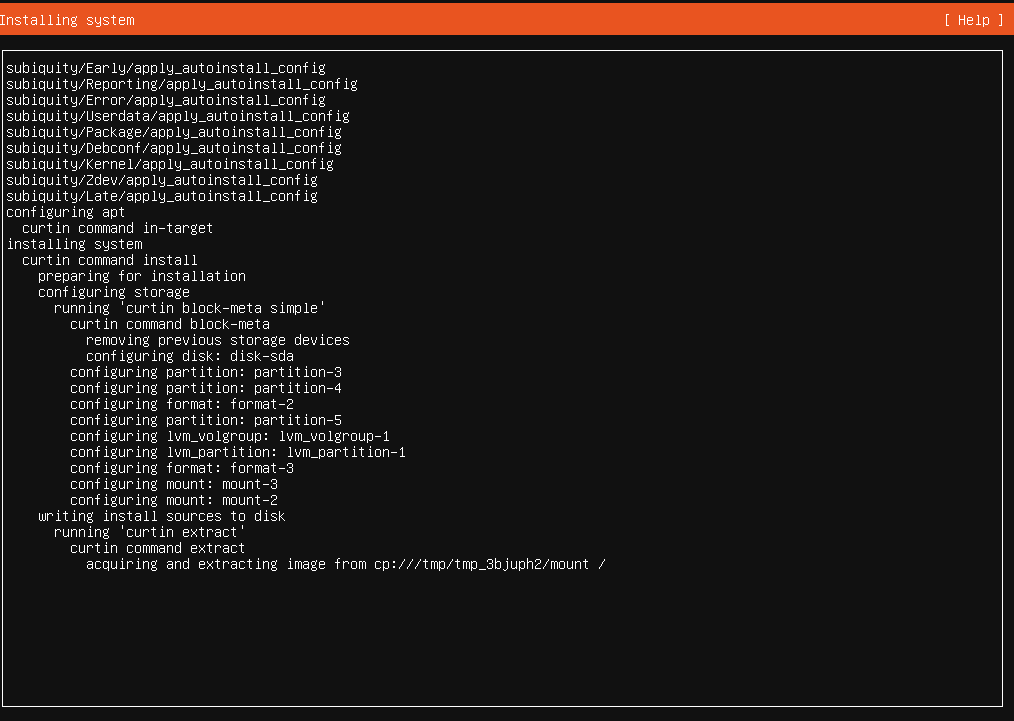 Installing system [ Help ]
subiquity/Early/apply_autoinstall_config
subiquity/Reporting/apply_autoinstall_config
subiquity/Error/apply_autoinstall_config
subiquity/Userdata/apply_autoinstall_config
subiquity/Package/apply_autoinstall_config
subiquity/Debconf/apply_autoinstall_config
subiquity/Kernel/apply_autoinstall_config
subiquity/Zdev/apply_autoinstall_config
subiquity/Late/apply_autoinstall_config
configuring apt
curtin command in-target
installing system
curtin command install
preparing for installation
configuring storage
running 'curtin block-meta simple'
curtin command block-meta
removing previous storage devices
configuring disk: disk-sda
configuring partition: partition-3
configuring partition: partition-4
configuring format: format-2
configuring partition: partition-5
configuring lvm_volgroup: lvm_volgroup-1
configuring lvm_partition: lvm_partition-1
configuring format: format-3
configuring mount: mount-3
configuring mount: mount-2
writing install sources to disk
running 'curtin extract'
curtin command extract
acquiring and extracting image from cp:///tmp/tmp_3bjuph2/mount /